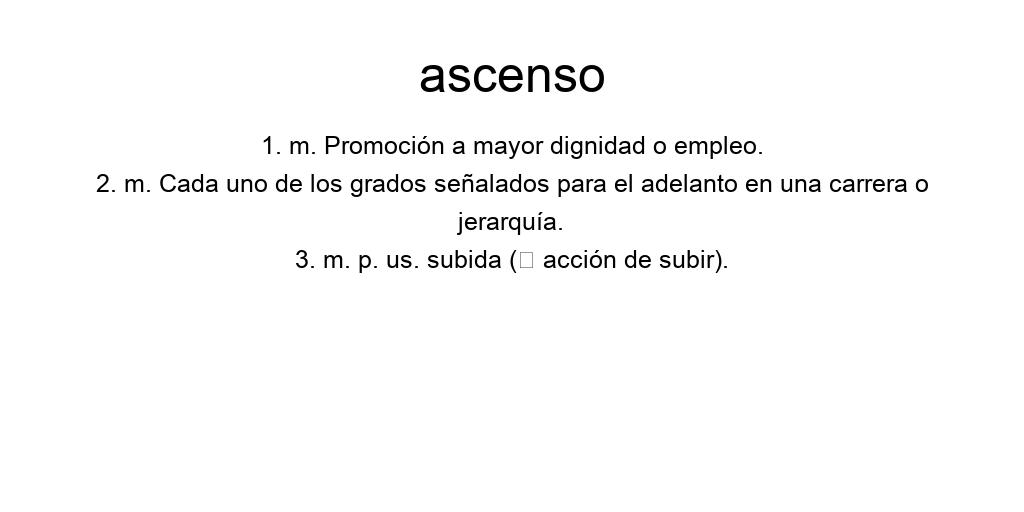 ascenso
1. m. Promoción a mayor dignidad o empleo.
2. m. Cada uno de los grados señalados para el adelanto en una carrera o
jerarquía.
3. m. p. us. subida (□ acción de subir).